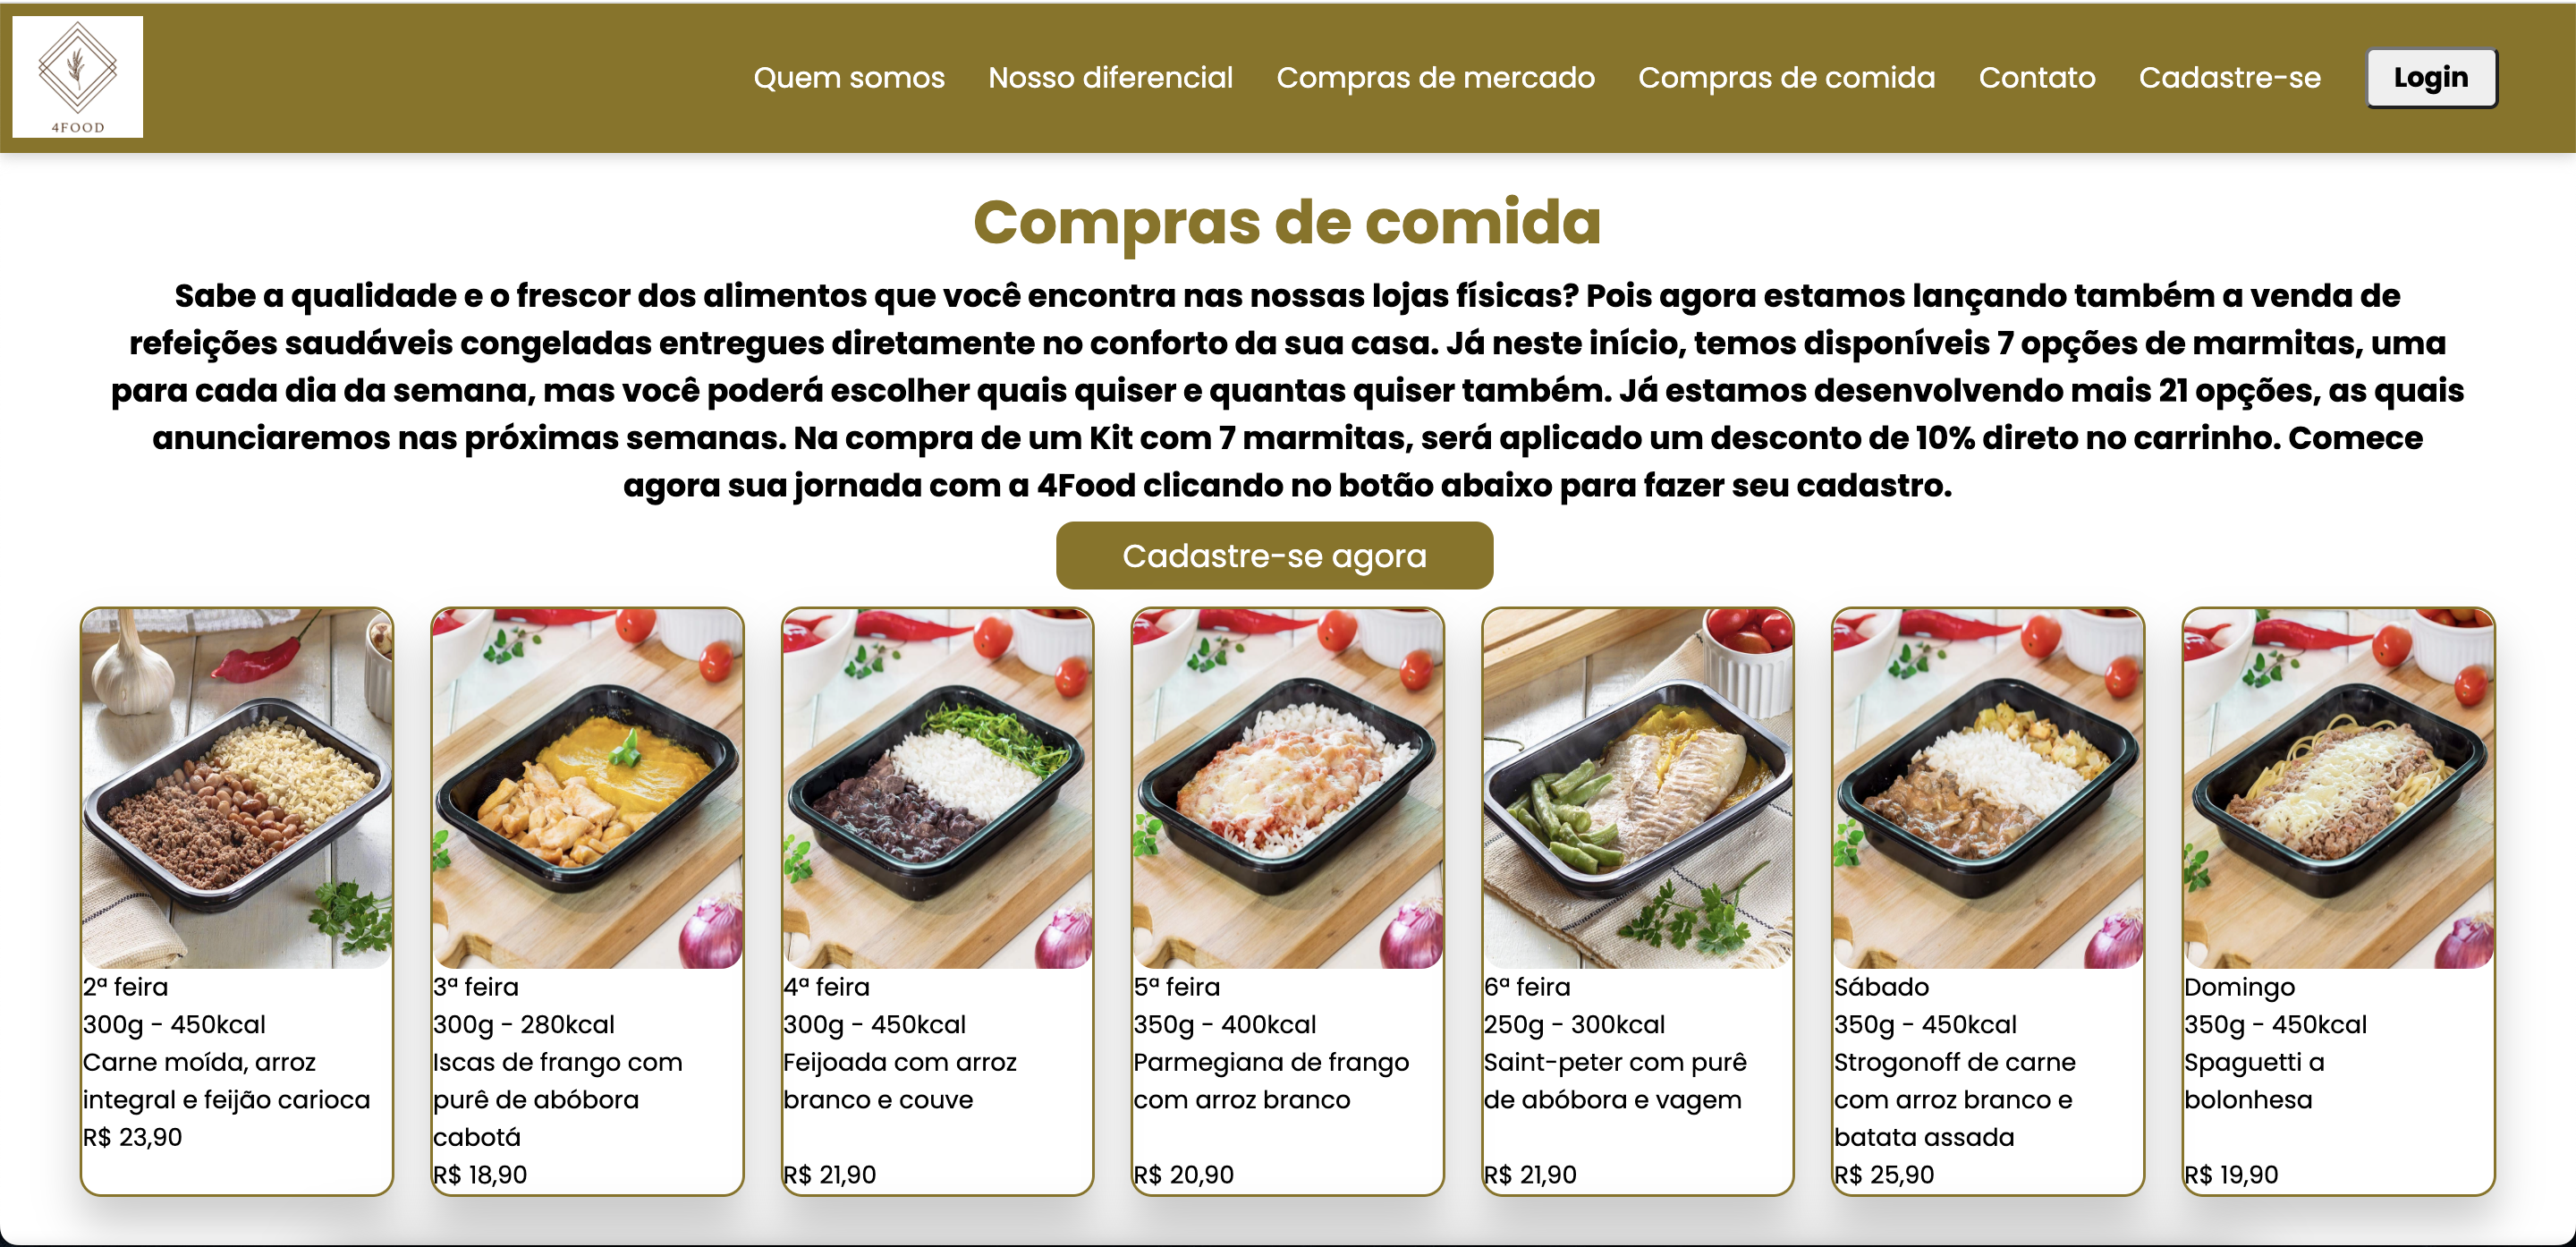 4FOOD
Quem somos
Nosso diferencial
Compras de mercado
Compras de comida
Contato
Cadastre-se
Login
Compras de comida
Sabe a qualidade e o frescor dos alimentos que você encontra nas nossas lojas físicas? Pois agora estamos lançando também a venda de
refeições saudáveis congeladas entregues diretamente no conforto da sua casa. Já neste início, temos disponíveis 7 opções de marmitas, uma
para cada dia da semana, mas você poderá escolher quais quiser e quantas quiser também. Já estamos desenvolvendo mais 21 opções, as quais
anunciaremos nas próximas semanas. Na compra de um Kit com 7 marmitas, será aplicado um desconto de 10% direto no carrinho. Comece
agora sua jornada com a 4Food clicando no botão abaixo para fazer seu cadastro.
Cadastre-se agora
2ª feira
300g - 450kcal
Carne moída, arroz
integral e feijão carioca
R$ 23,90
3ª feira
300g - 280kcal
Iscas de frango com
purê de abóbora
cabotá
R$ 18,90
4ª feira
300g - 450kcal
Feijoada com arroz
branco e couve
R$ 21,90
5ª feira
350g - 400kcal
Parmegiana de frango
com arroz branco
R$ 20,90
6ª feira
250g - 300kcal
Saint-peter com purê
de abóbora e vagem
R$ 21,90
Sábado
350g - 450kcal
Strogonoff de carne
com arroz branco e
batata assada
R$ 25,90
Domingo
350g - 450kcal
Spaguetti a
bolonhesa
R$ 19,90